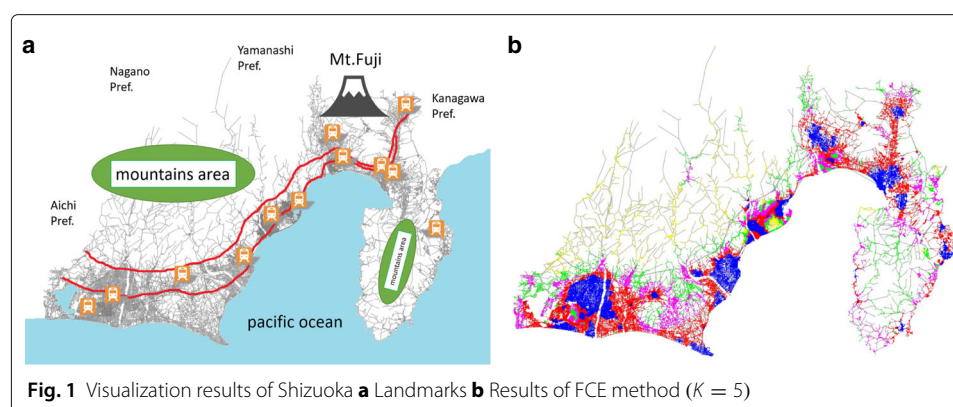 a
b
Yamanashi
Pref.
Mt.Fuji
Nagano
Pref.
Kanagawa
Pref.
mountains area
Aichi
Pref.
mountains area
pacific ocean
Fig. 1 Visualization results of Shizuoka a Landmarks b Results of FCE method (K = 5)